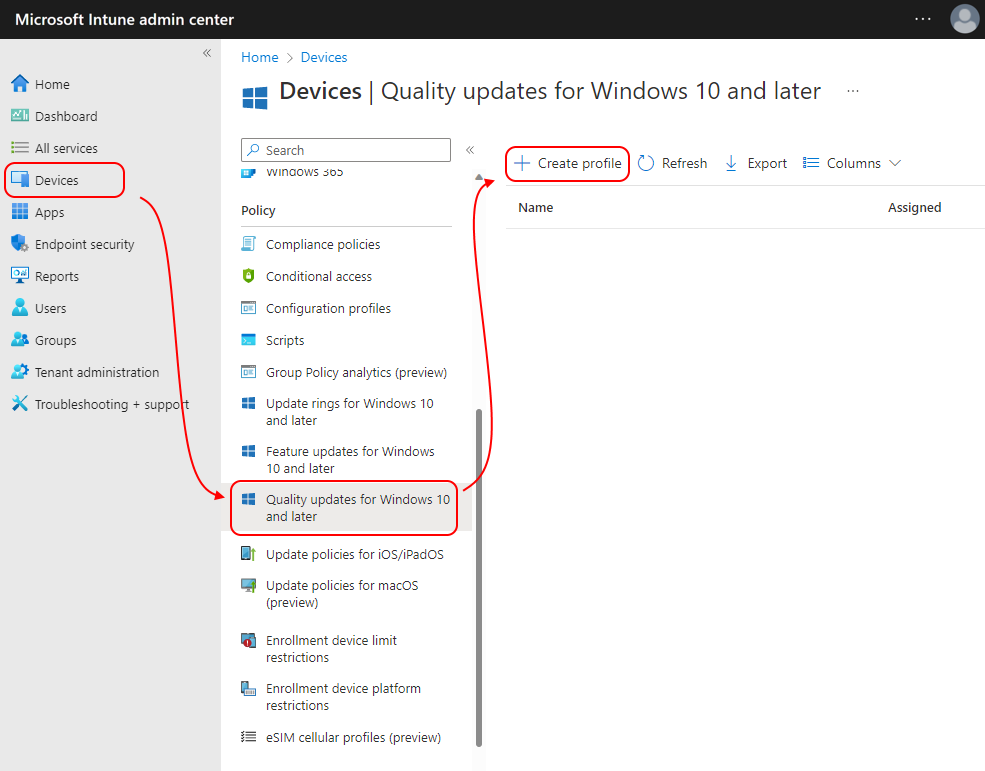 Microsoft Intune admin center
...
«
Home
Dashboard
All services
Devices
Apps
Endpoint security
Reports
Users
Groups
Tenant administration
Troubleshooting + support
Home > Devices
Devices | Quality updates for Windows 10 and later
...
Search
«
Windows 365
Policy
Compliance policies
Conditional access
Configuration profiles
Scripts
Group Policy analytics (preview)
Update rings for Windows 10
and later
Feature updates for Windows
10 and later
Quality updates for Windows 10
and later
Update policies for iOS/iPadOS
Update policies for macOS
(preview)
Enrollment device limit
restrictions
Enrollment device platform
restrictions
eSIM cellular profiles (preview)
Create profile Refresh Export Columns
Name Assigned